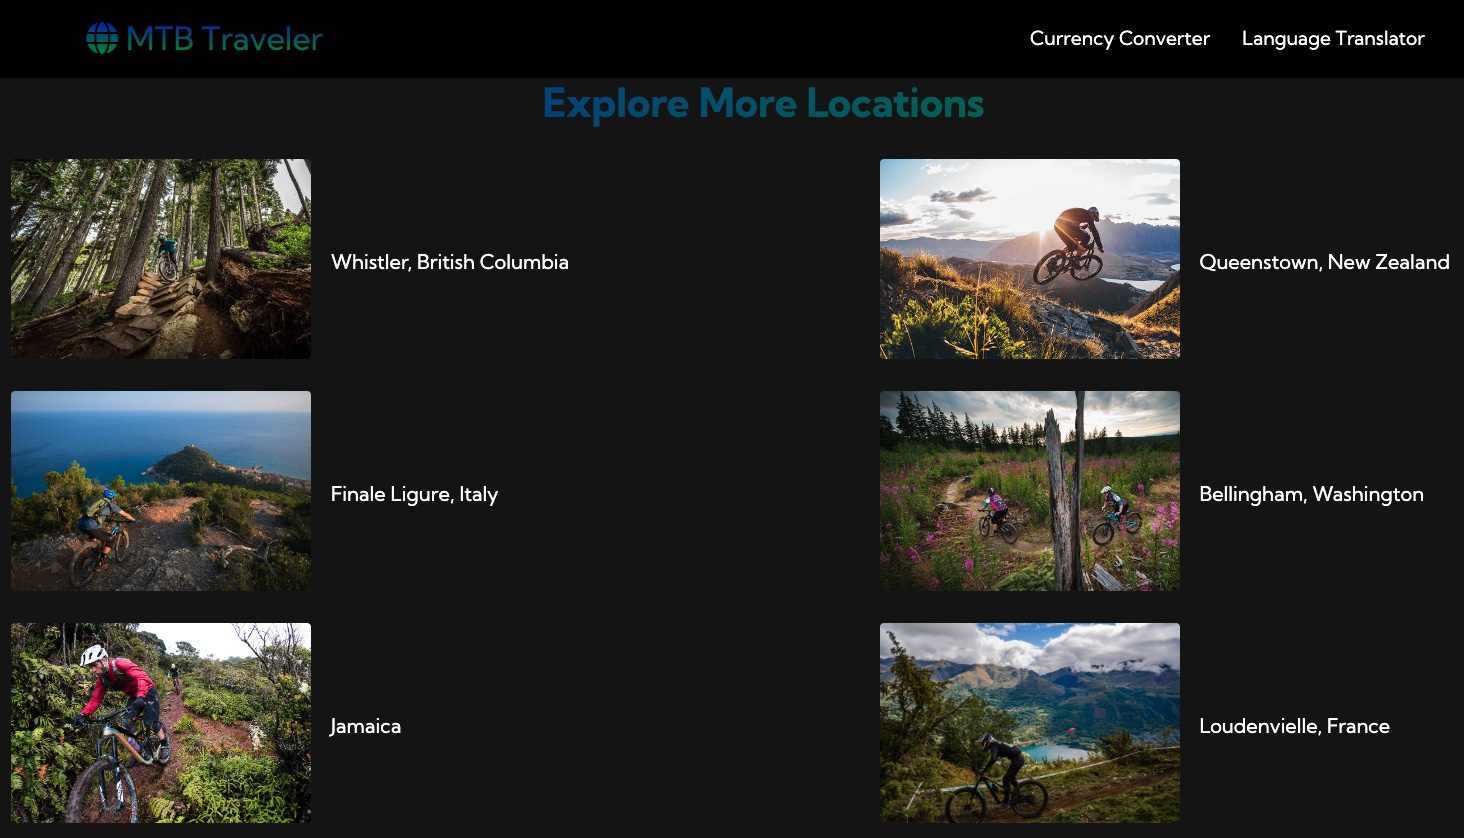 MTB Traveler
Currency Converter
Language Translator
Explore More Locations
Whistler, British Columbia
Queenstown, New Zealand
Finale Ligure, Italy
Bellingham, Washington
Jamaica
Loudenvielle, France